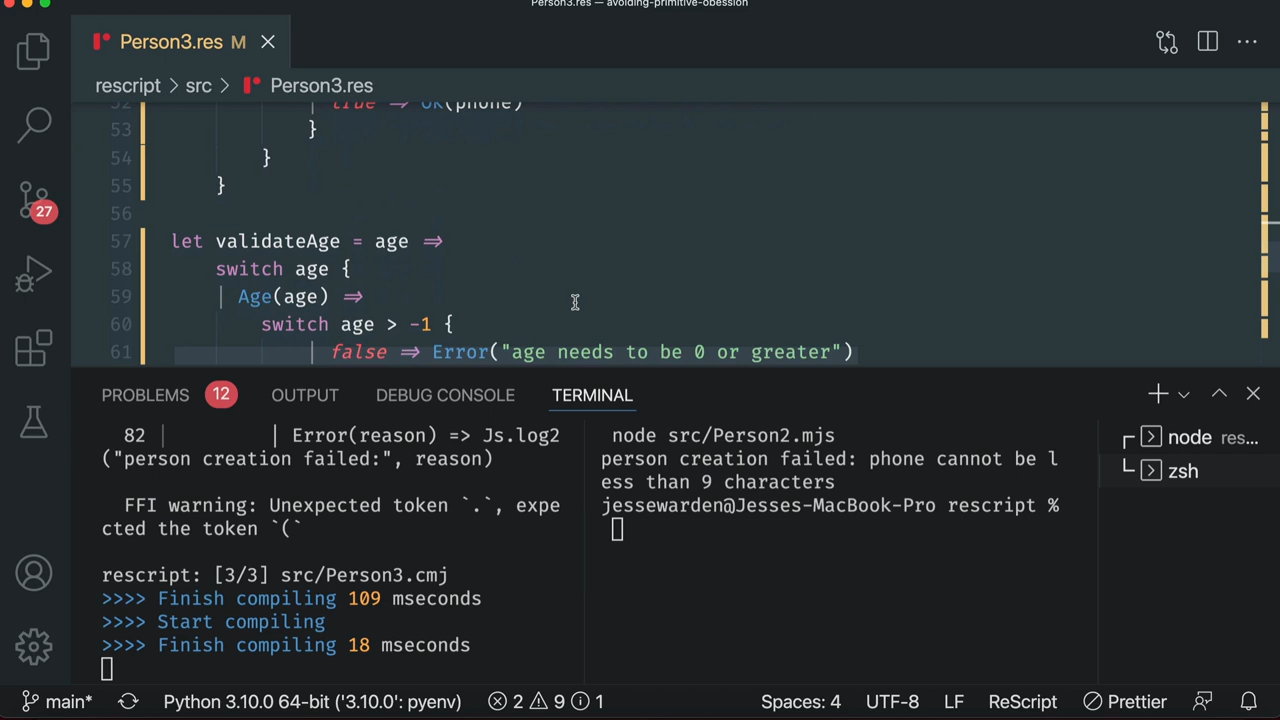 Person3.res — avoiding-primitive-obession
Person3.res M
rescript > src > Person3.res
52 | true => Ok(phone)
53 }
54 }
55 }
56
57 let validateAge = age =>
58 switch age {
59 | Age(age) =>
60 switch age > -1 {
61 | false => Error("age needs to be 0 or greater")
27
PROBLEMS 12 OUTPUT DEBUG CONSOLE TERMINAL
82 | | Error(reason) => Js.log2
("person creation failed:", reason)
FFI warning: Unexpected token `.`, expe
cted the token `(`
rescript: [3/3] src/Person3.cmj
>>>> Finish compiling 109 mseconds
>>>> Start compiling
>>>> Finish compiling 18 mseconds
node src/Person2.mjs
person creation failed: phone cannot be l
ess than 9 characters
jessewarden@Jesses-MacBook-Pro rescript %
node res...
zsh
main* Python 3.10.0 64-bit ('3.10.0': pyenv) 2 9 1 Spaces: 4 UTF-8 LF ReScript Prettier